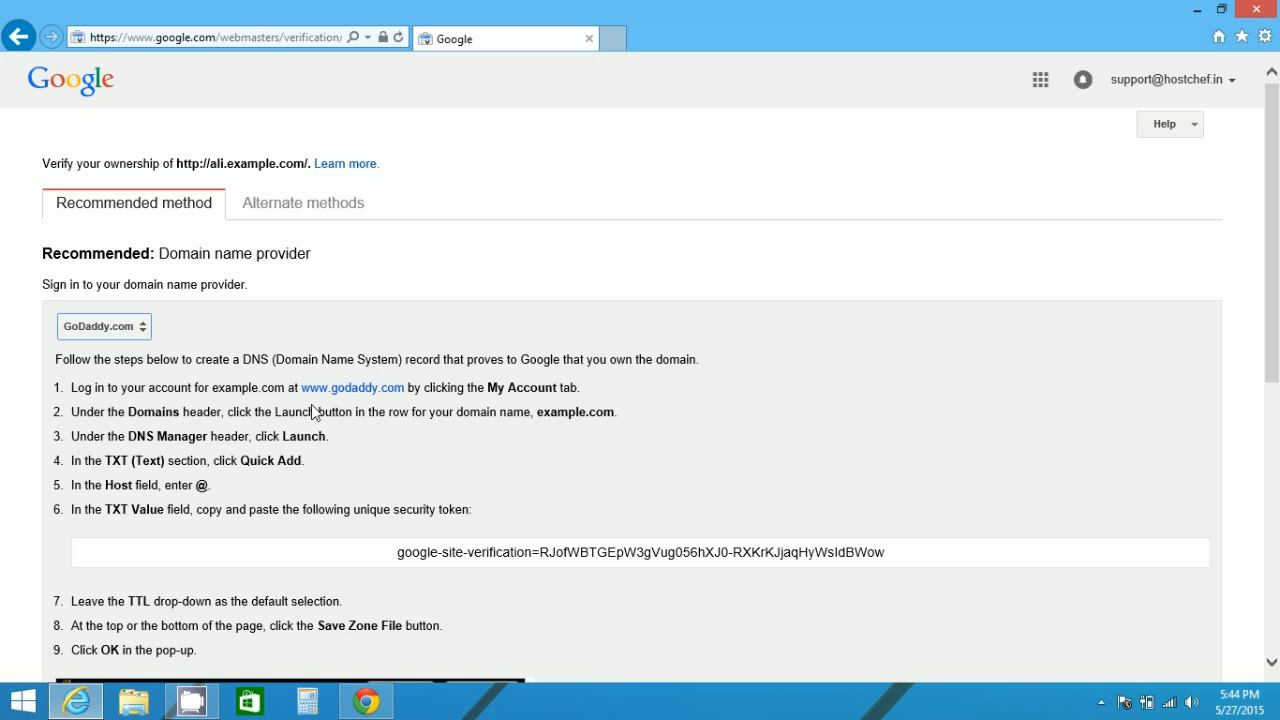 https://www.google.com/webmasters/verification/
Google
Google
support@hostchef.in
Help
Verify your ownership of http://ali.example.com/. Learn more.
Recommended method
Alternate methods
Recommended: Domain name provider
Sign in to your domain name provider.
GoDaddy.com
Follow the steps below to create a DNS (Domain Name System) record that proves to Google that you own the domain.
1. Log in to your account for example.com at www.godaddy.com by clicking the My Account tab.
2. Under the Domains header, click the Launch button in the row for your domain name, example.com.
3. Under the DNS Manager header, click Launch.
4. In the TXT (Text) section, click Quick Add.
5. In the Host field, enter @.
6. In the TXT Value field, copy and paste the following unique security token:
google-site-verification=RJofWBTGEpW3gVug056hXJ0-RXKrKJjaqHyWsIdBWow
7. Leave the TTL drop-down as the default selection.
8. At the top or the bottom of the page, click the Save Zone File button.
9. Click OK in the pop-up.
5:44 PM
5/27/2015